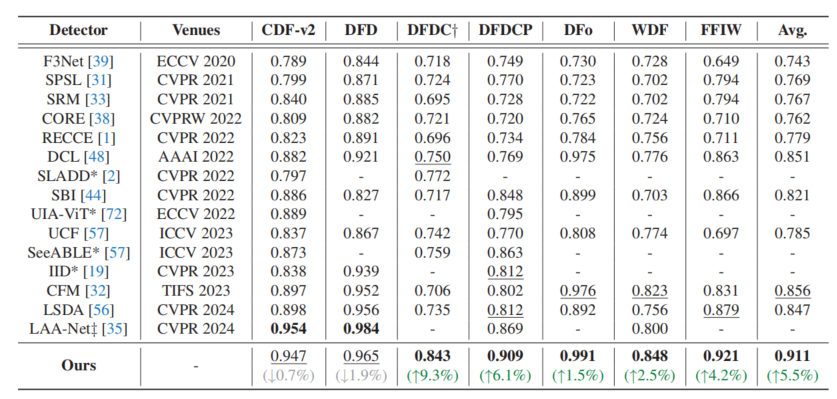 Detector Venues CDF-v2 DFD DFDC† DFDCP DFo WDF FFIW Avg.
F3Net [39] ECCV 2020 0.789 0.844 0.718 0.749 0.730 0.728 0.649 0.743
SPSL [31] CVPR 2021 0.799 0.871 0.724 0.770 0.723 0.702 0.794 0.769
SRM [33] CVPR 2021 0.840 0.885 0.695 0.728 0.722 0.702 0.794 0.767
CORE [38] CVPRW 2022 0.809 0.882 0.721 0.720 0.765 0.724 0.710 0.762
RECCE [1] CVPR 2022 0.823 0.891 0.696 0.734 0.784 0.756 0.711 0.779
DCL [48] AAAI 2022 0.882 0.921 0.750 0.769 0.975 0.776 0.863 0.851
SLADD* [2] CVPR 2022 0.797 - 0.772 - - - - -
SBI [44] CVPR 2022 0.886 0.827 0.717 0.848 0.899 0.703 0.866 0.821
UIA-ViT* [72] ECCV 2022 0.889 - - 0.795 - - - -
UCF [57] ICCV 2023 0.837 0.867 0.742 0.770 0.808 0.774 0.697 0.785
SeeABLE* [57] ICCV 2023 0.873 - 0.759 0.863 - - - -
IID* [19] CVPR 2023 0.838 0.939 - 0.812 - - - -
CFM [32] TIFS 2023 0.897 0.952 0.706 0.802 0.976 0.823 0.831 0.856
LSDA [56] CVPR 2024 0.898 0.956 0.735 0.812 0.892 0.756 0.879 0.847
LAA-Net‡ [35] CVPR 2024 0.954 0.984 - 0.869 - 0.800 - -
Ours - 0.947 0.965 0.843 0.909 0.991 0.848 0.921 0.911
(↓0.7%) (↓1.9%) (↑9.3%) (↑6.1%) (↑1.5%) (↑2.5%) (↑4.2%) (↑5.5%)